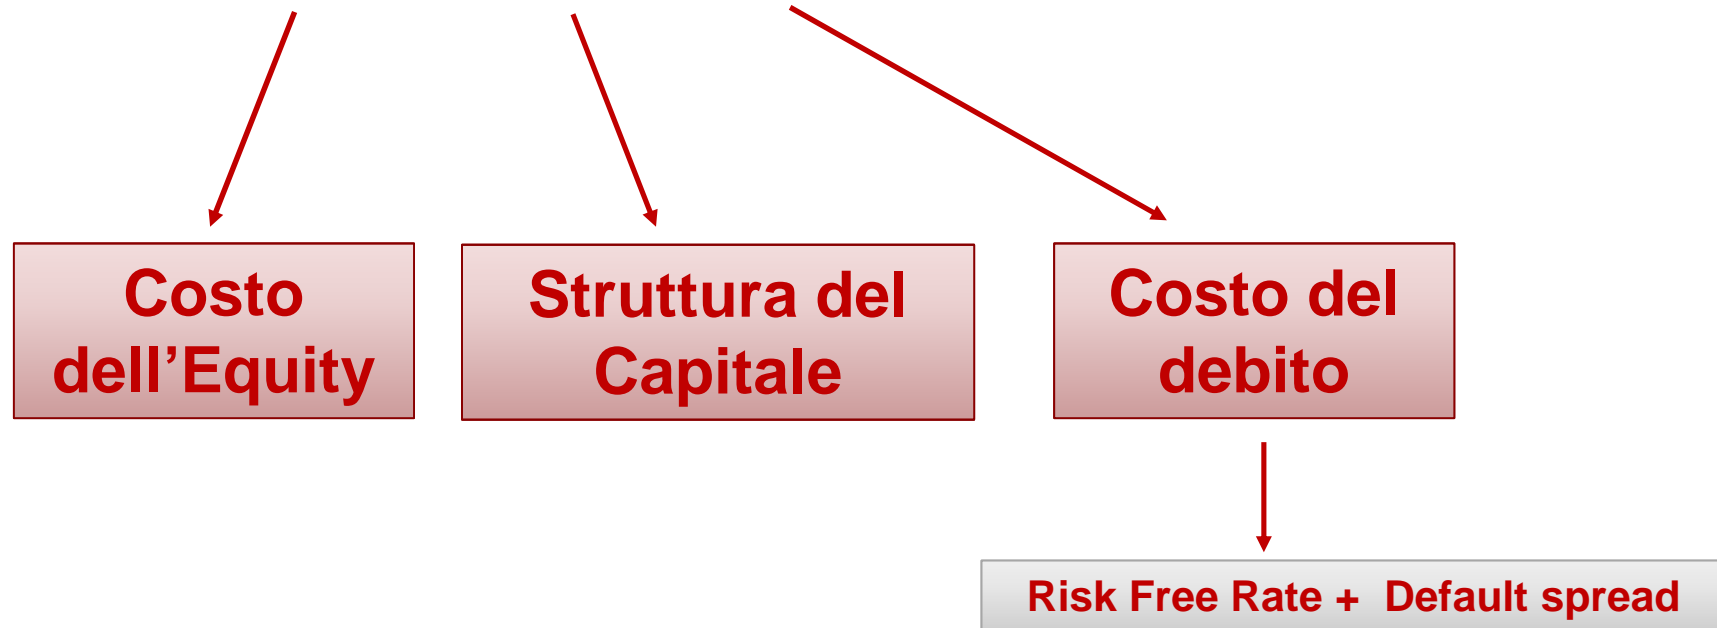 Costo
dell’Equity
Struttura del
Capitale
Costo del
debito
Risk Free Rate + Default spread